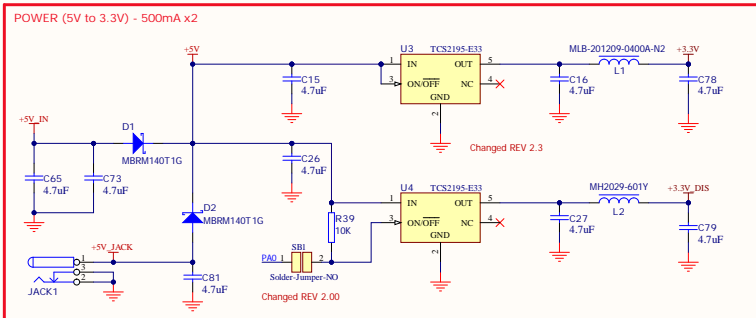 POWER (5V to 3.3V) - 500mA x2
+5V
U3 TCS2195-E33
MLB-201209-0400A-N2
+3.3V
1 IN OUT 5
L1
C15
4.7uF
3 ON/OFF NC 4
C16
4.7uF
C78
4.7uF
GND
2
+5V_IN
D1
MBRM140T1G
Changed REV 2.3
C65
4.7uF
C73
4.7uF
C26
4.7uF
U4 TCS2195-E33
MH2029-601Y
+3.3V_DIS
1 IN OUT 5
L2
D2
MBRM140T1G
R39
10K
3 ON/OFF NC 4
C27
4.7uF
C79
4.7uF
GND
2
+5V_JACK
SB1
PA0 1 2
Solder-Jumper-NO
1
3
2
JACK1
C81
4.7uF
Changed REV 2.00